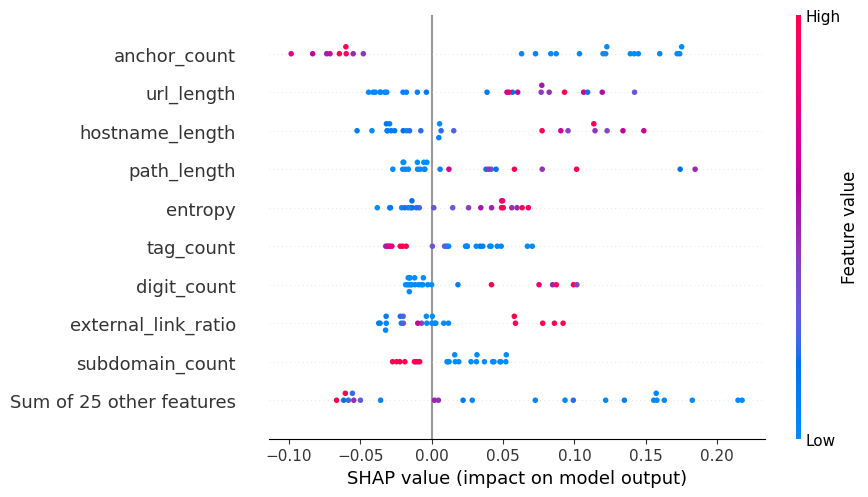 High
anchor_count
url_length
hostname_length
path_length
entropy
tag_count
digit_count
external_link_ratio
subdomain_count
Sum of 25 other features
Feature value
Low
−0.10 −0.05 0.00 0.05 0.10 0.15 0.20
SHAP value (impact on model output)